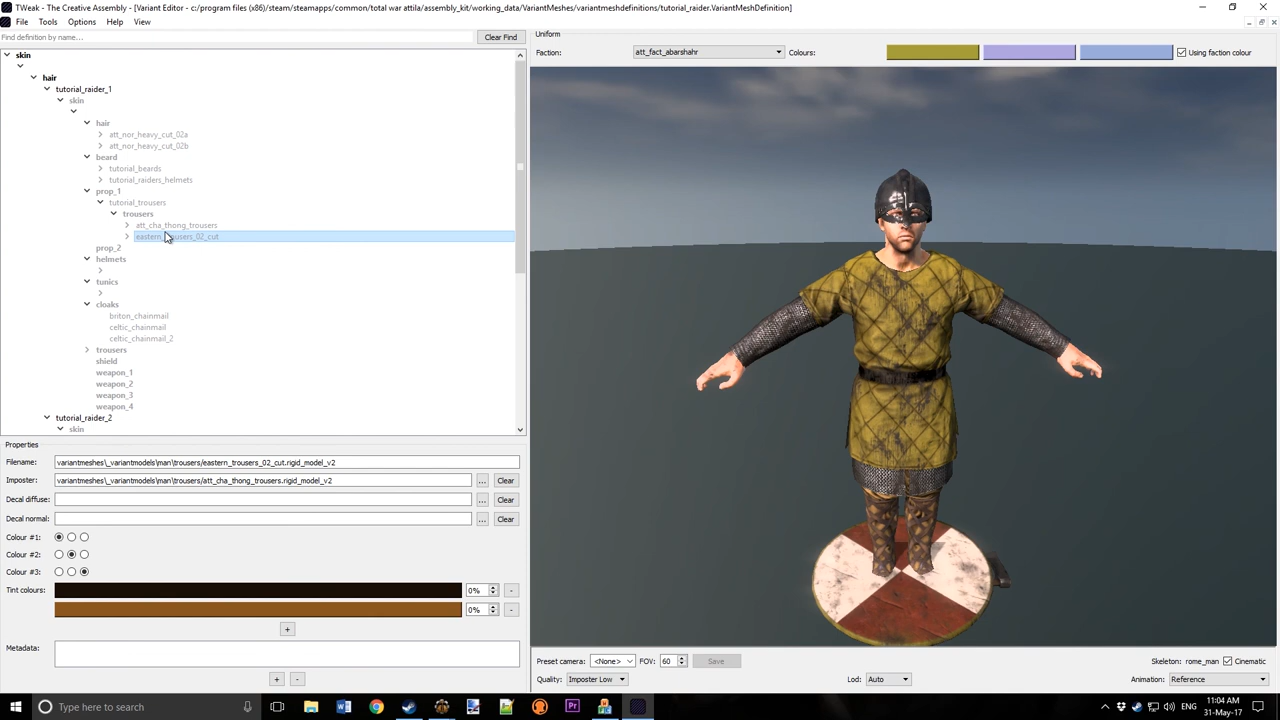 TWeak - The Creative Assembly - [Variant Editor - c:/program files (x86)/steam/steamapps/common/total war attila/assembly_kit/working_data/VariantMeshes/variantmeshdefinitions/tutorial_raider.VariantMeshDefinition]
File Tools Options Help View
Find definition by name...
Clear Find
skin
hair
tutorial_raider_1
skin
hair
att_nor_heavy_cut_02a
att_nor_heavy_cut_02b
beard
tutorial_beards
tutorial_raiders_helmets
prop_1
tutorial_trousers
trousers
att_cha_thong_trousers
eastern_trousers_02_cut
prop_2
helmets
tunics
cloaks
briton_chainmail
celtic_chainmail
celtic_chainmail_2
trousers
shield
weapon_1
weapon_2
weapon_3
weapon_4
tutorial_raider_2
skin
Properties
Filename: variantmeshes\_variantmodels\man\trousers/eastern_trousers_02_cut.rigid_model_v2
Imposter: variantmeshes\_variantmodels\man\trousers/att_cha_thong_trousers.rigid_model_v2 ... Clear
Decal diffuse: ... Clear
Decal normal: ... Clear
Colour #1:
Colour #2:
Colour #3:
Tint colours: 0% -
0% -
+
Metadata:
+ -
Uniform
Faction: att_fact_abarshahr Colours: Using faction colour
Preset camera: <None> FOV: 60 Save Skeleton: rome_man Cinematic
Quality: Imposter Low Lod: Auto Animation: Reference
Type here to search
ENG
11:04 AM
31-May-17